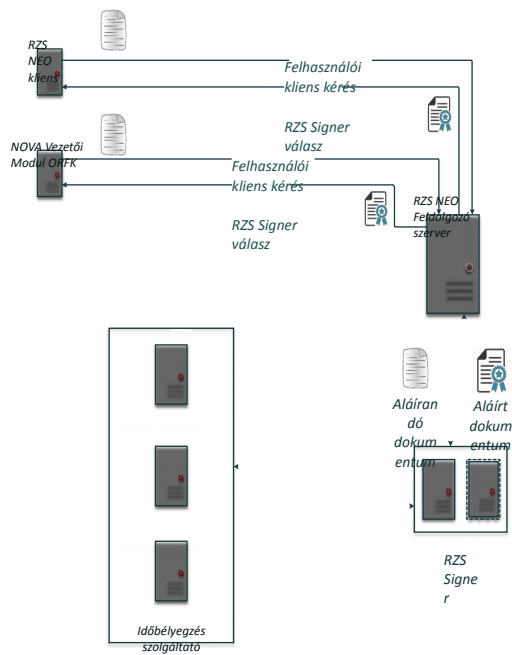 RZS
NEO
kliens
Felhasználói
kliens kérés
RZS Signer
válasz
NOVA Vezetői
Modul ORFK
Felhasználói
kliens kérés
RZS Signer
válasz
RZS NEO
Feldolgozó
szerver
Aláíran
dó
dokum
entum
Aláírt
dokum
entum
RZS
Signe
r
Időbélyegzés
szolgáltató